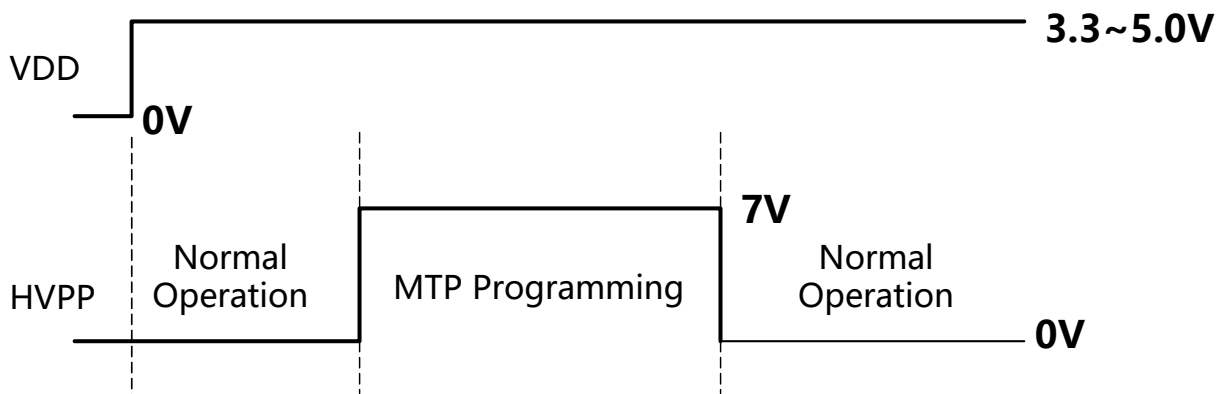 3.3~5.0V
VDD
0V
7V
Normal
Operation
MTP Programming
Normal
Operation
HVPP
0V